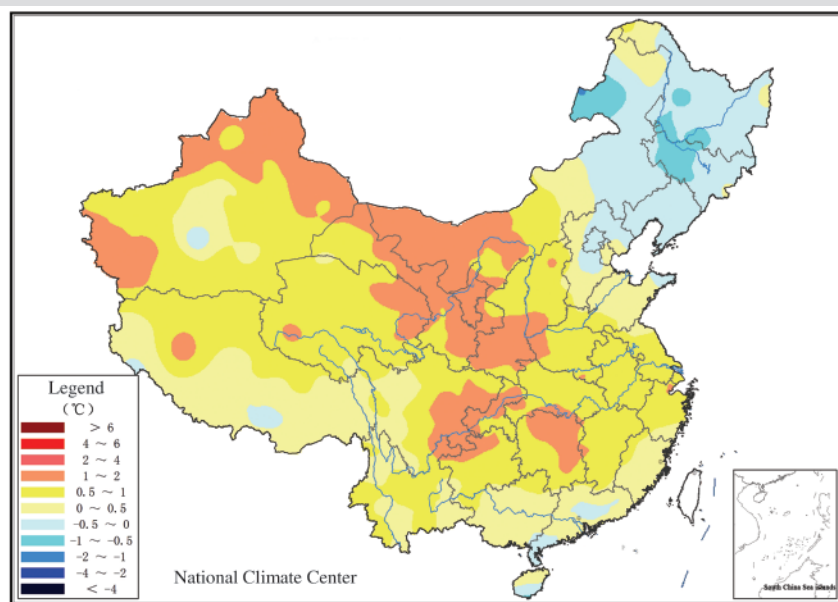 Legend
(℃)
> 6
4 ~ 6
2 ~ 4
1 ~ 2
0.5 ~ 1
0 ~ 0.5
-0.5 ~ 0
-1 ~ -0.5
-2 ~ -1
-4 ~ -2
< -4
National Climate Center
South China Sea islands